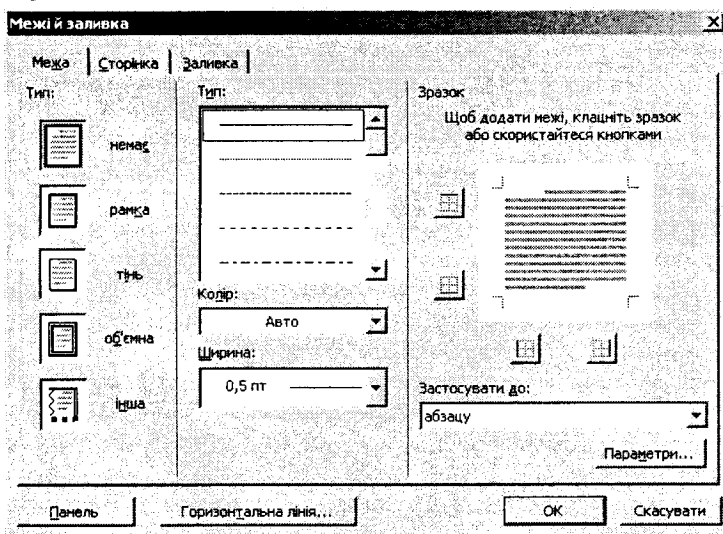 Межі й заливка
Межа
Сторінка
Заливка
Тип:
немає
рамка
тінь
об'ємна
інша
Тип:
Колір:
Авто
Ширина:
0,5 пт
Зразок
Щоб додати межі, клацніть зразок
або скористайтеся кнопками
Застосувати до:
абзацу
Параметри...
Панель
Горизонтальна лінія...
ОК
Скасувати